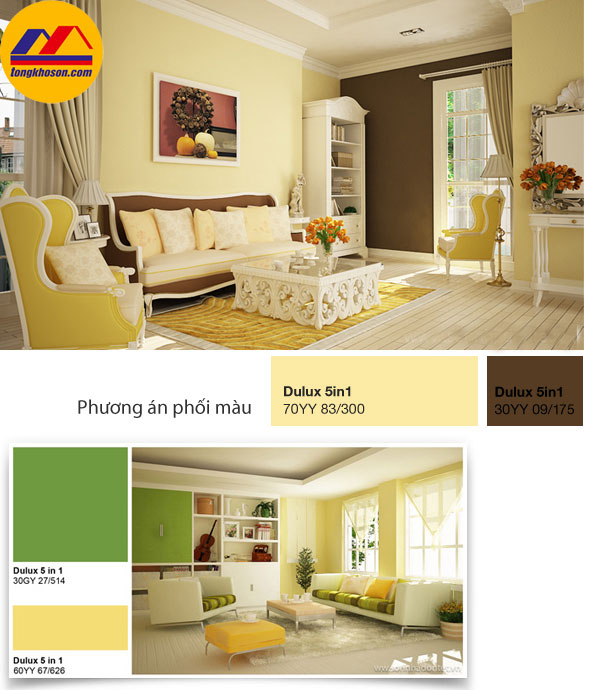 longkhoson.com
Phương án phối màu
Dulux 5in1
70YY 83/300
Dulux 5in1
30YY 09/175
Dulux 5 in 1
30GY 27/514
Dulux 5 in 1
60YY 67/626